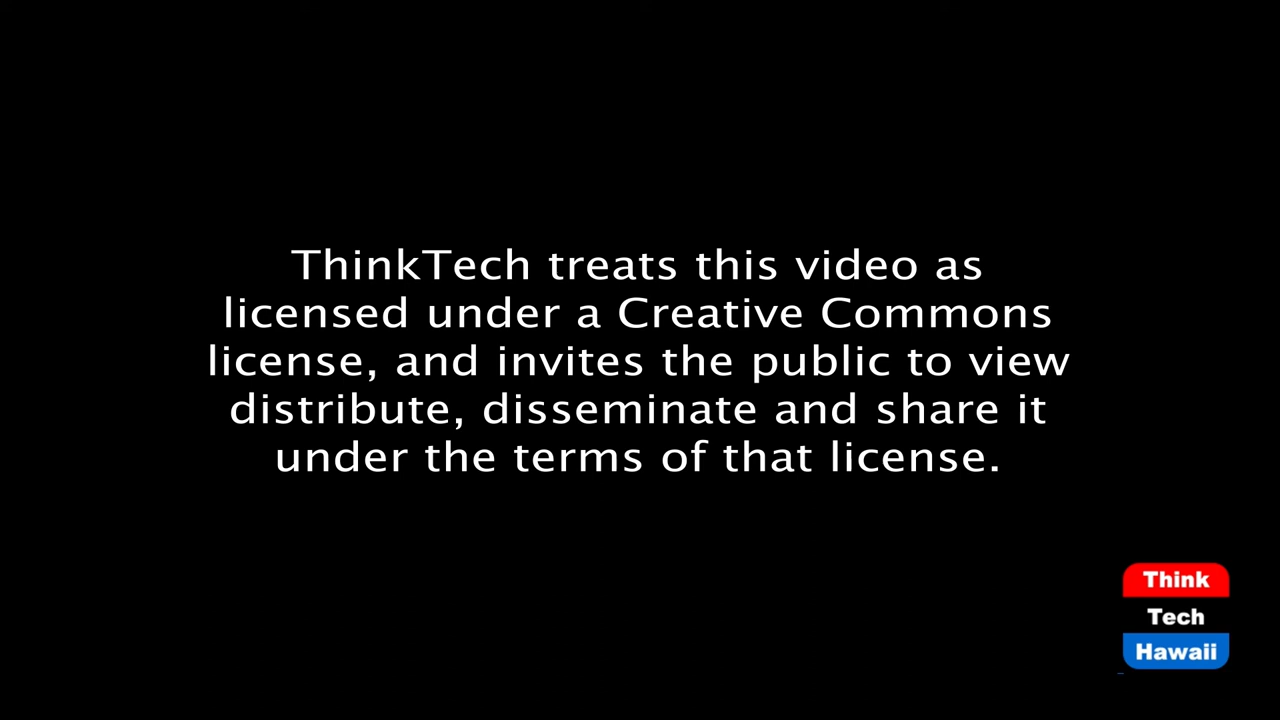 ThinkTech treats this video as
licensed under a Creative Commons
license, and invites the public to view
distribute, disseminate and share it
under the terms of that license.
Think
Tech
Hawaii